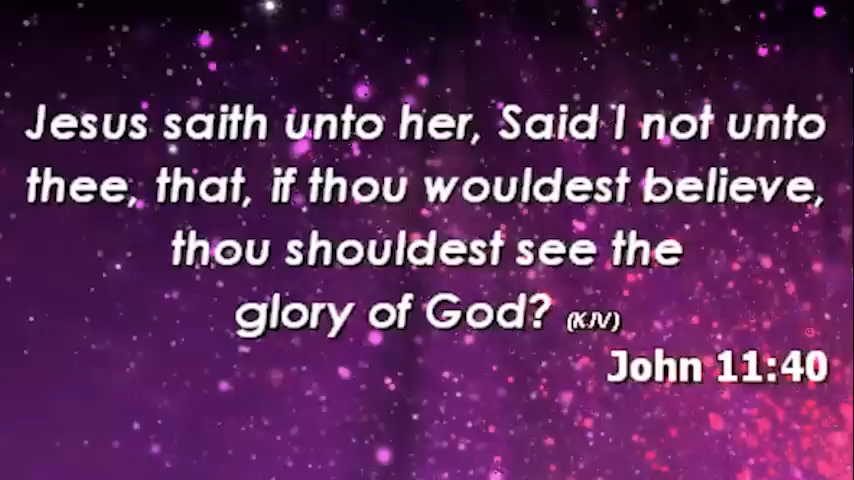 Jesus saith unto her, Said I not unto
thee, that, if thou wouldest believe,
thou shouldest see the
glory of God? (KJV)
John 11:40